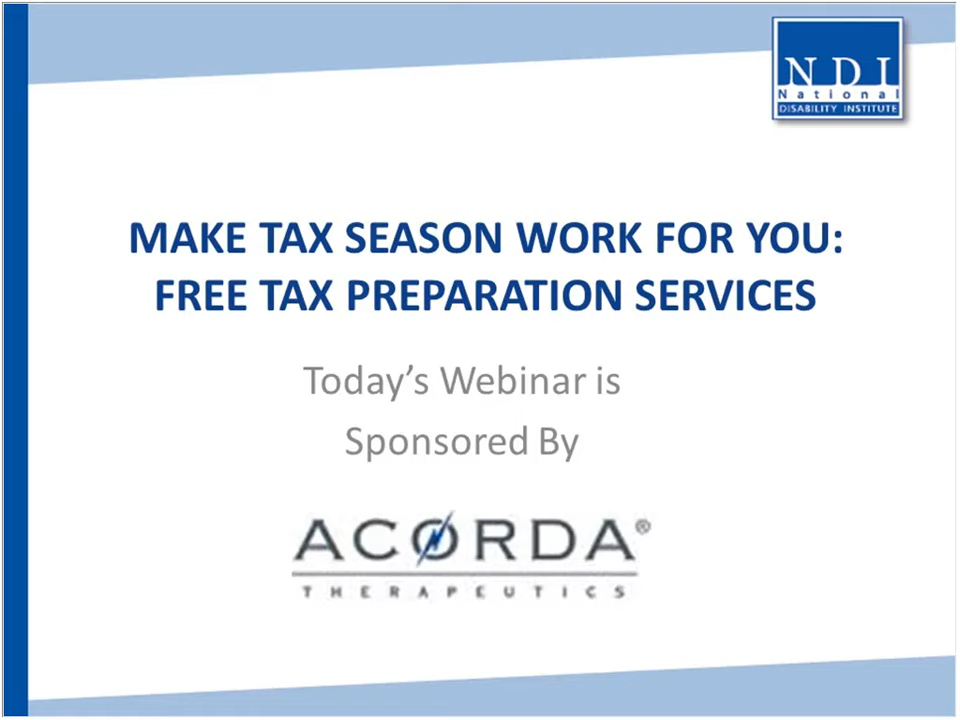 NDI
National
DISABILITY INSTITUTE
MAKE TAX SEASON WORK FOR YOU:
FREE TAX PREPARATION SERVICES
Today’s Webinar is
Sponsored By
ACORDA®
THERAPEUTICS